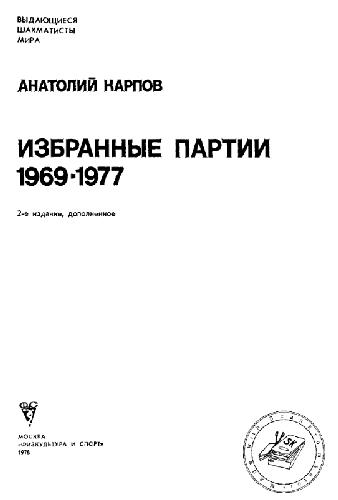 ВЫДАЮЩИЕСЯ
ШАХМАТИСТЫ
МИРА
АНАТОЛИЙ КАРПОВ
ИЗБРАННЫЕ ПАРТИИ
1969·1977
2-е издание, дополненное
МОСКВА
«ФИЗКУЛЬТУРА И СПОРТ»
1978